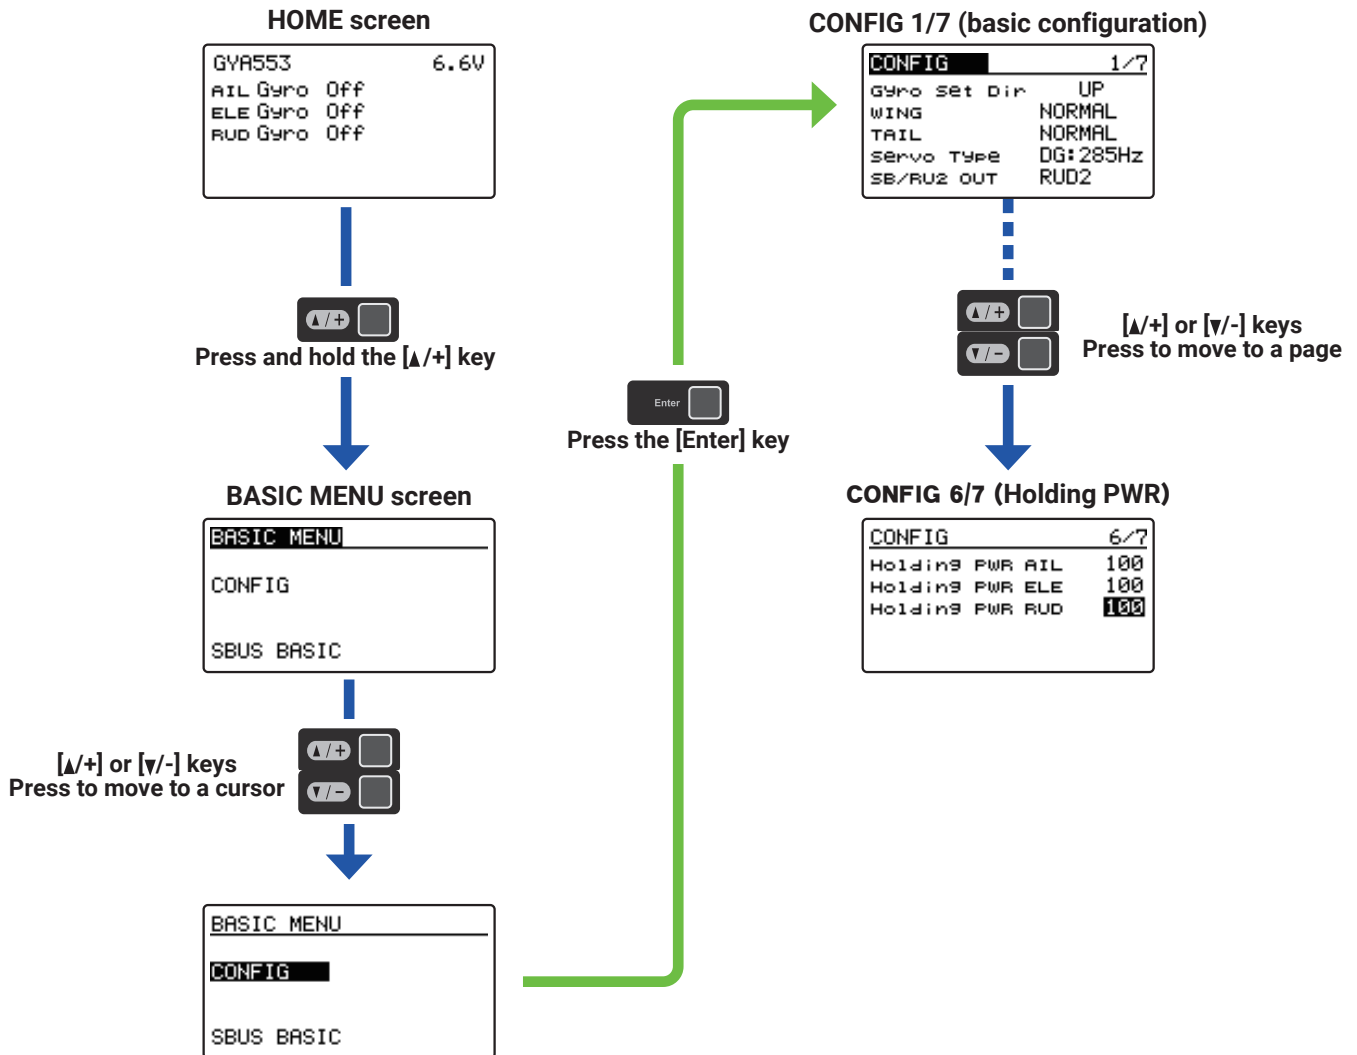 HOME screen
GYA553 6.6V
AIL Gyro Off
ELE Gyro Off
RUD Gyro Off
▲/+
Press and hold the [▲/+] key
BASIC MENU screen
BASIC MENU
CONFIG
SBUS BASIC
[▲/+] or [▼/-] keys
Press to move to a cursor
▲/+
▼/−
BASIC MENU
CONFIG
SBUS BASIC
Enter
Press the [Enter] key
CONFIG 1/7 (basic configuration)
CONFIG 1/7
Gyro Set Dir UP
WING NORMAL
TAIL NORMAL
Servo Type DG:285Hz
SB/RU2 OUT RUD2
▲/+
▼/−
[▲/+] or [▼/-] keys
Press to move to a page
CONFIG 6/7 (Holding PWR)
CONFIG 6/7
Holding PWR AIL 100
Holding PWR ELE 100
Holding PWR RUD 100